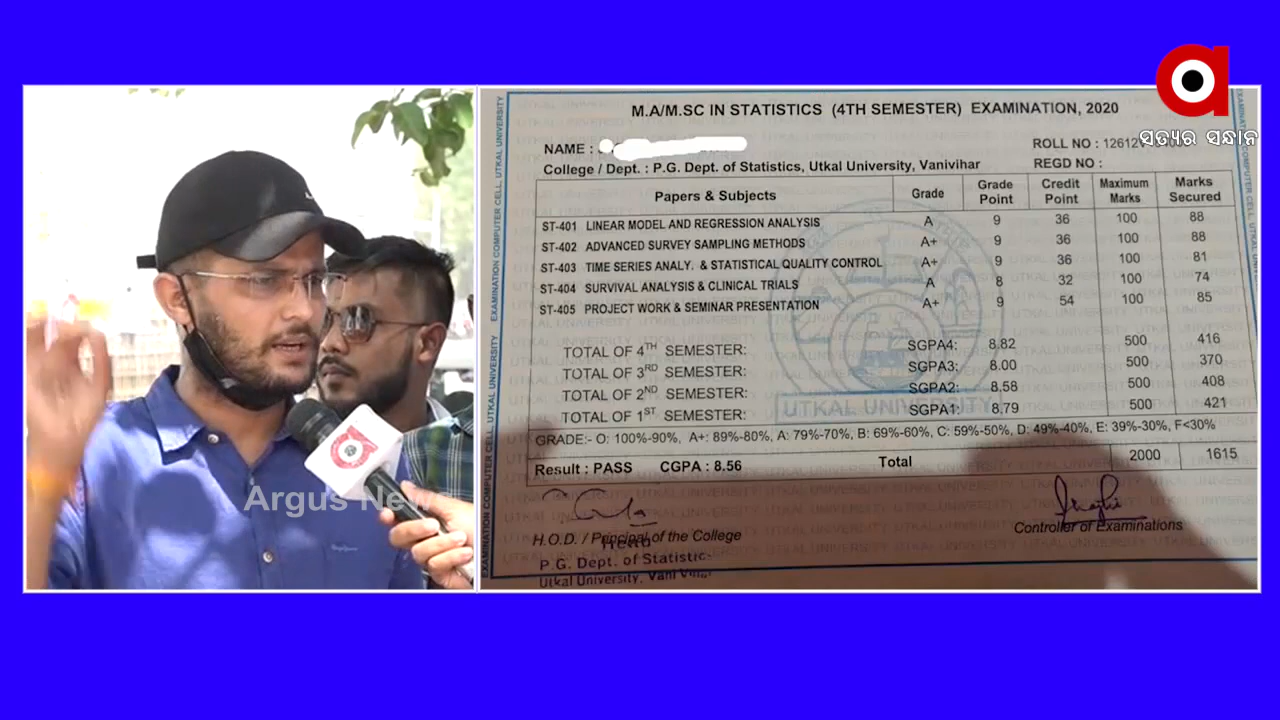 ସତ୍ୟର ସନ୍ଧାନ
Argus News
M.A/M.SC IN STATISTICS (4TH SEMESTER) EXAMINATION, 2020
NAME :
ROLL NO : 12612
College / Dept. : P.G. Dept. of Statistics, Utkal University, Vanivihar
REGD NO :
Papers & Subjects Grade Grade Point Credit Point Maximum Marks Marks Secured
ST-401 LINEAR MODEL AND REGRESSION ANALYSIS A 9 36 100 88
ST-402 ADVANCED SURVEY SAMPLING METHODS A+ 9 36 100 88
ST-403 TIME SERIES ANALY. & STATISTICAL QUALITY CONTROL A+ 9 36 100 81
ST-404 SURVIVAL ANALYSIS & CLINICAL TRIALS A 8 32 100 74
ST-405 PROJECT WORK & SEMINAR PRESENTATION A+ 9 54 100 85
TOTAL OF 4TH SEMESTER: SGPA4: 8.82 500 416
TOTAL OF 3RD SEMESTER: SGPA3: 8.00 500 370
TOTAL OF 2ND SEMESTER: SGPA2: 8.58 500 408
TOTAL OF 1ST SEMESTER: SGPA1: 8.79 500 421
UTKAL UNIVERSITY
GRADE:- O: 100%-90%, A+: 89%-80%, A: 79%-70%, B: 69%-60%, C: 59%-50%, D: 49%-40%, E: 39%-30%, F<30%
Result : PASS CGPA : 8.56 Total 2000 1615
H.O.D. / Principal of the College
Controller of Examinations
P.G. Dept. of Statistic
Utkal University, Vani Vihar
EXAMINATION COMPUTER CELL, UTKAL UNIVERSITY